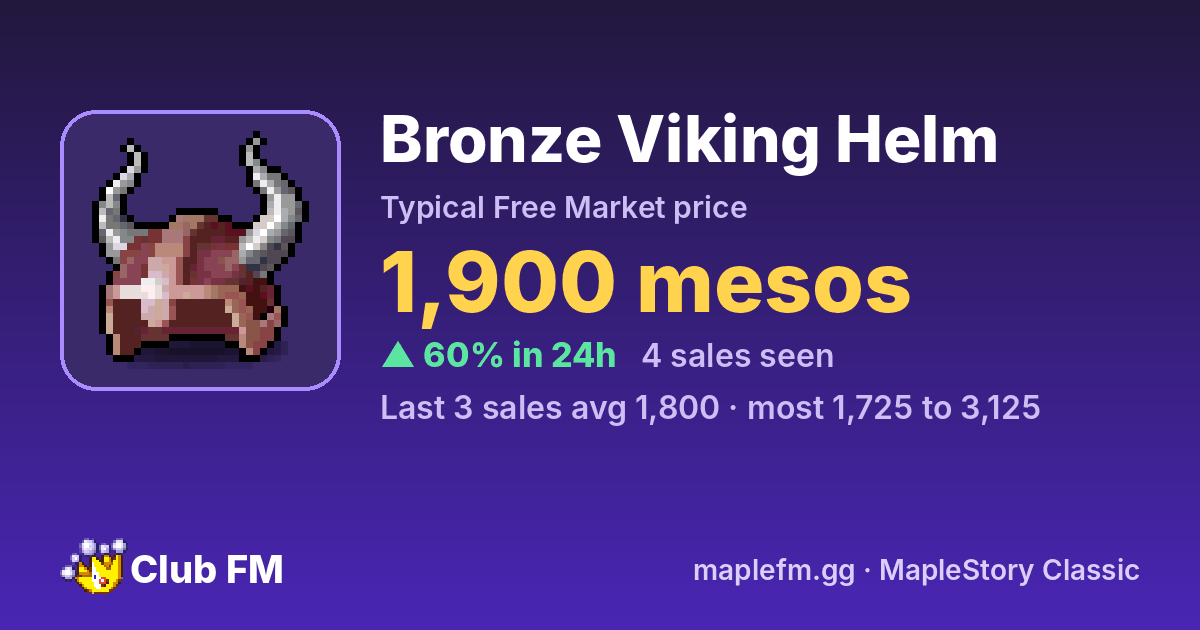 Bronze Viking Helm
Typical Free Market price
1,900 mesos
▲ 60% in 24h 4 sales seen
Last 3 sales avg 1,800 · most 1,725 to 3,125
Club FM
maplefm.gg · MapleStory Classic